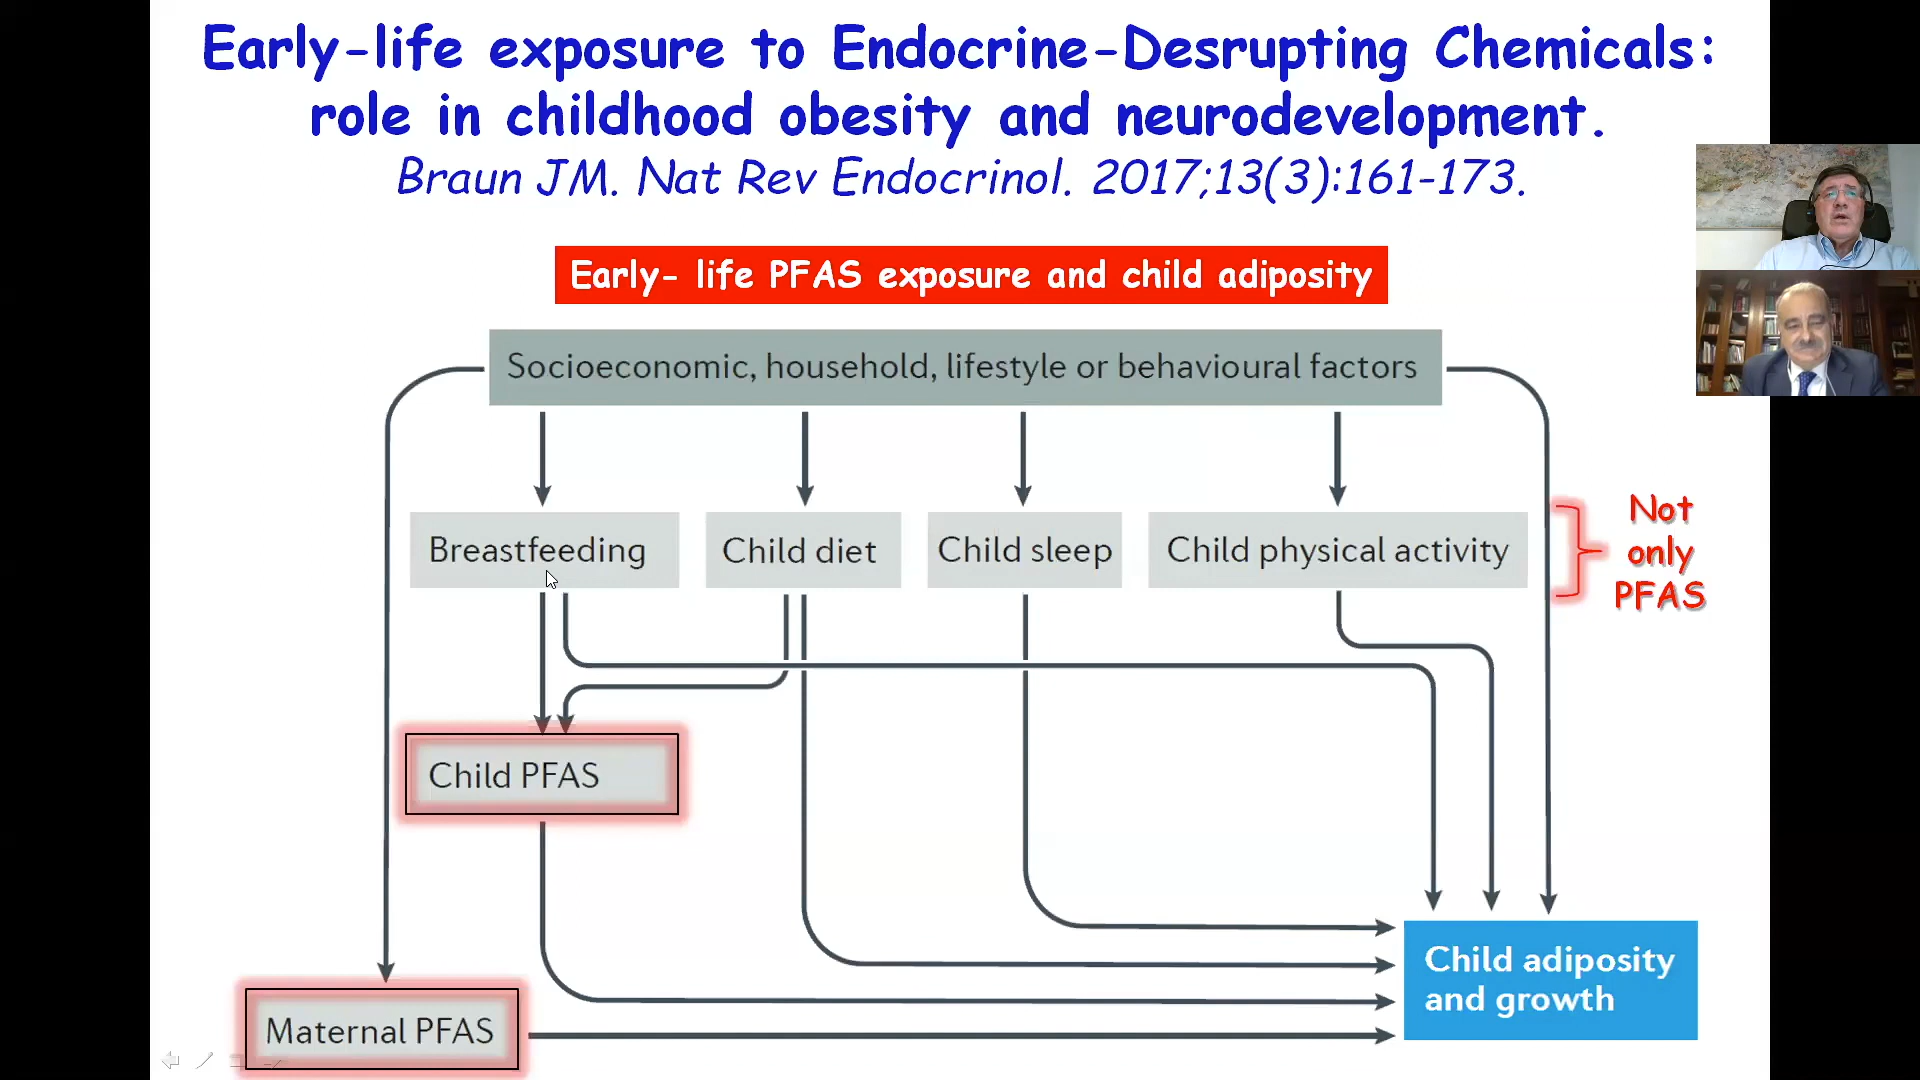 Early-life exposure to Endocrine-Desrupting Chemicals:
role in childhood obesity and neurodevelopment.
Braun JM. Nat Rev Endocrinol. 2017;13(3):161-173.
Early- life PFAS exposure and child adiposity
Socioeconomic, household, lifestyle or behavioural factors
Breastfeeding
Child diet
Child sleep
Child physical activity
Not
only
PFAS
Child PFAS
Child adiposity
and growth
Maternal PFAS